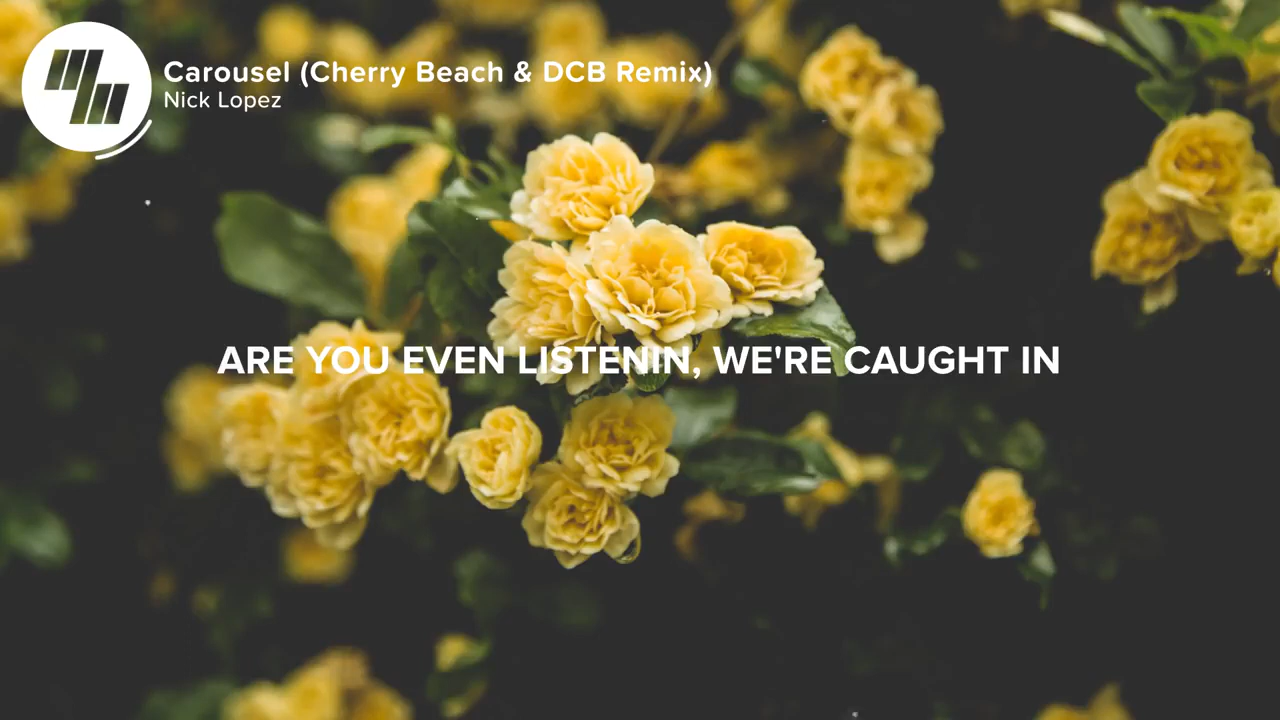 Carousel (Cherry Beach & DCB Remix)
Nick Lopez
ARE YOU EVEN LISTENIN, WE'RE CAUGHT IN